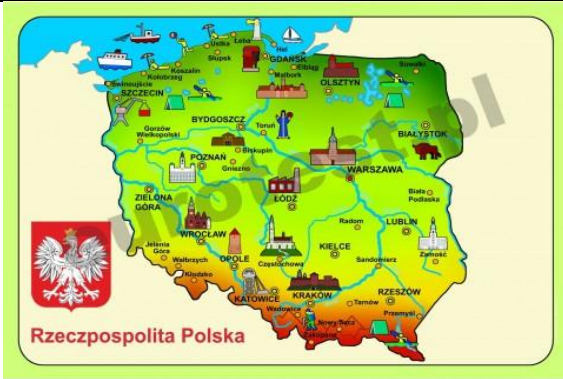 Ustka
Łeba
Hel
Słupsk
GDAŃSK
Koszalin
Elbląg
Suwałki
Kołobrzeg
Malbork
OLSZTYN
Świnoujście
SZCZECIN
BYDGOSZCZ
Toruń
BIAŁYSTOK
Gorzów
Wielkopolski
Biskupin
POZNAŃ
Gniezno
WARSZAWA
ZIELONA
GÓRA
ŁÓDŹ
Biała
Podlaska
Radom
LUBLIN
WROCŁAW
KIELCE
Jelenia
Góra
Wałbrzych
OPOLE
Częstochowa
Sandomierz
Zamość
Kłodzko
KATOWICE
KRAKÓW
RZESZÓW
Tarnów
Wadowice
Przemyśl
Nowy Sącz
Zakopane
Rzeczpospolita Polska